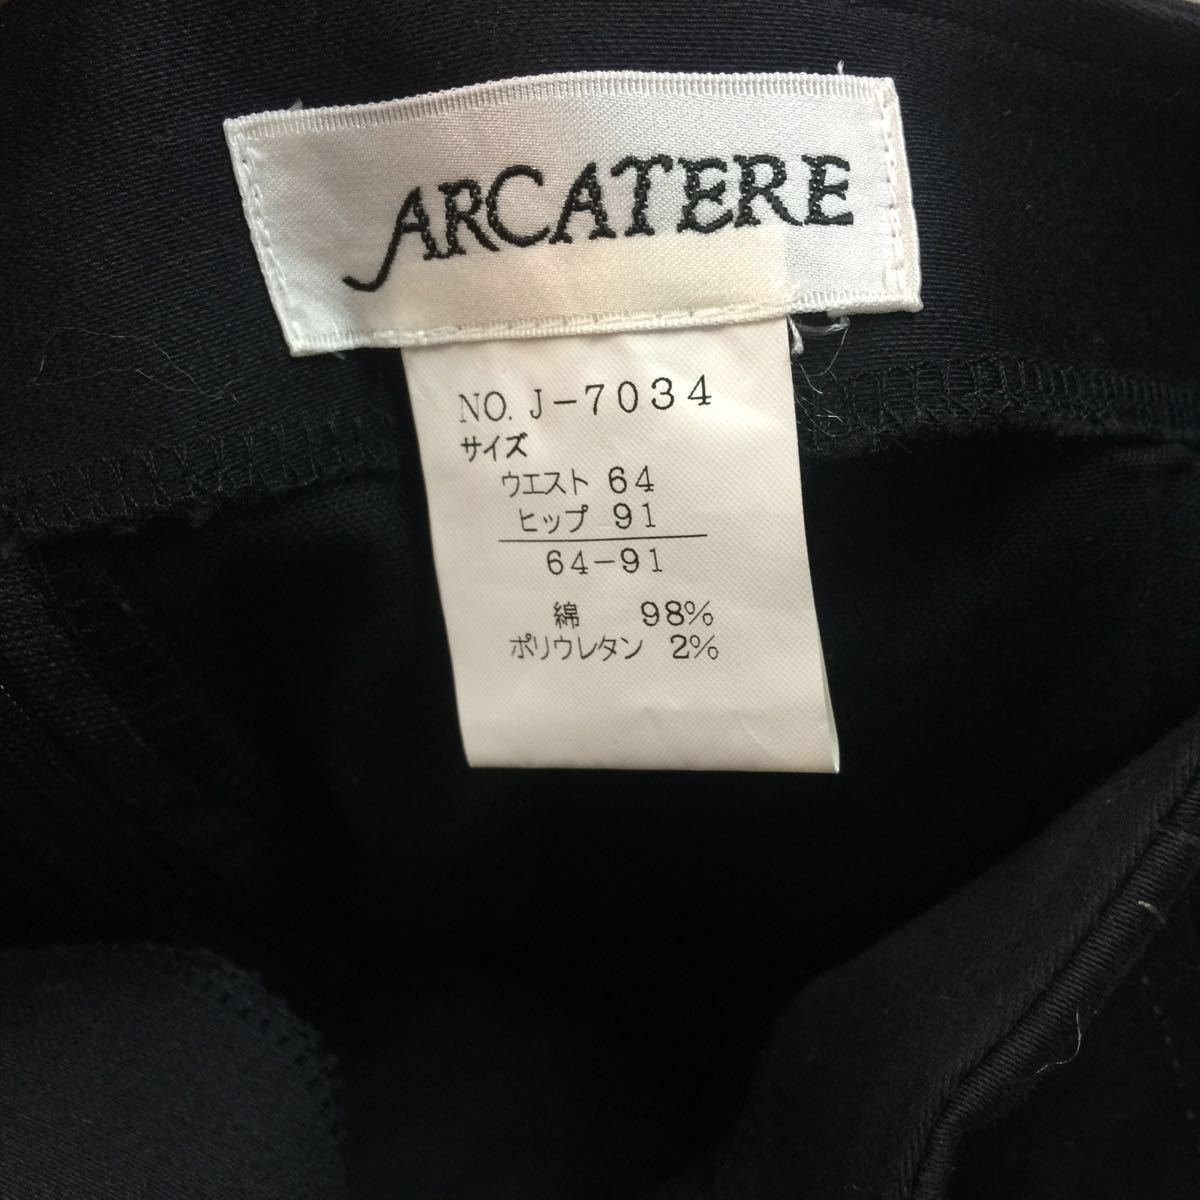 ARCATERE
NO. J-7034
サイズ
ウエスト 64
ヒップ 91
64-91
綿 98%
ポリウレタン 2%